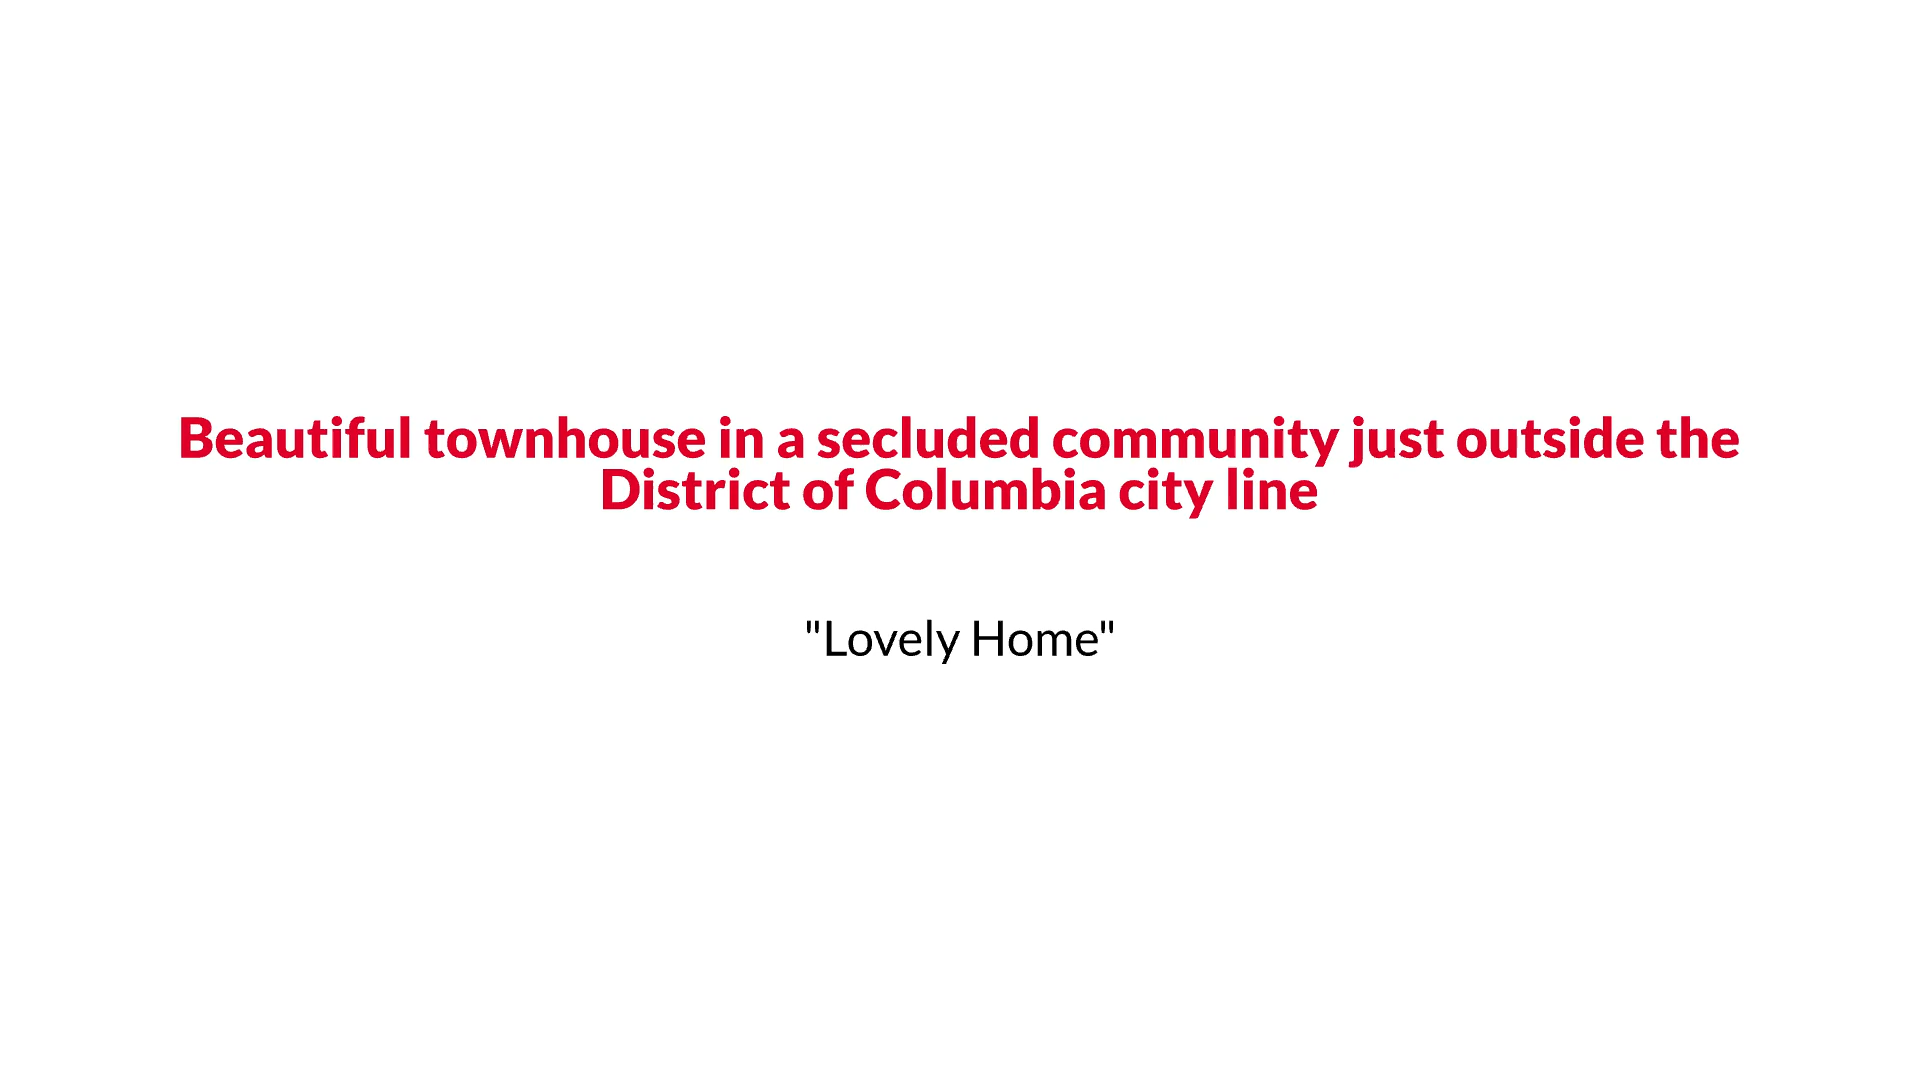 Beautiful townhouse in a secluded community just outside the
District of Columbia city line
"Lovely Home"